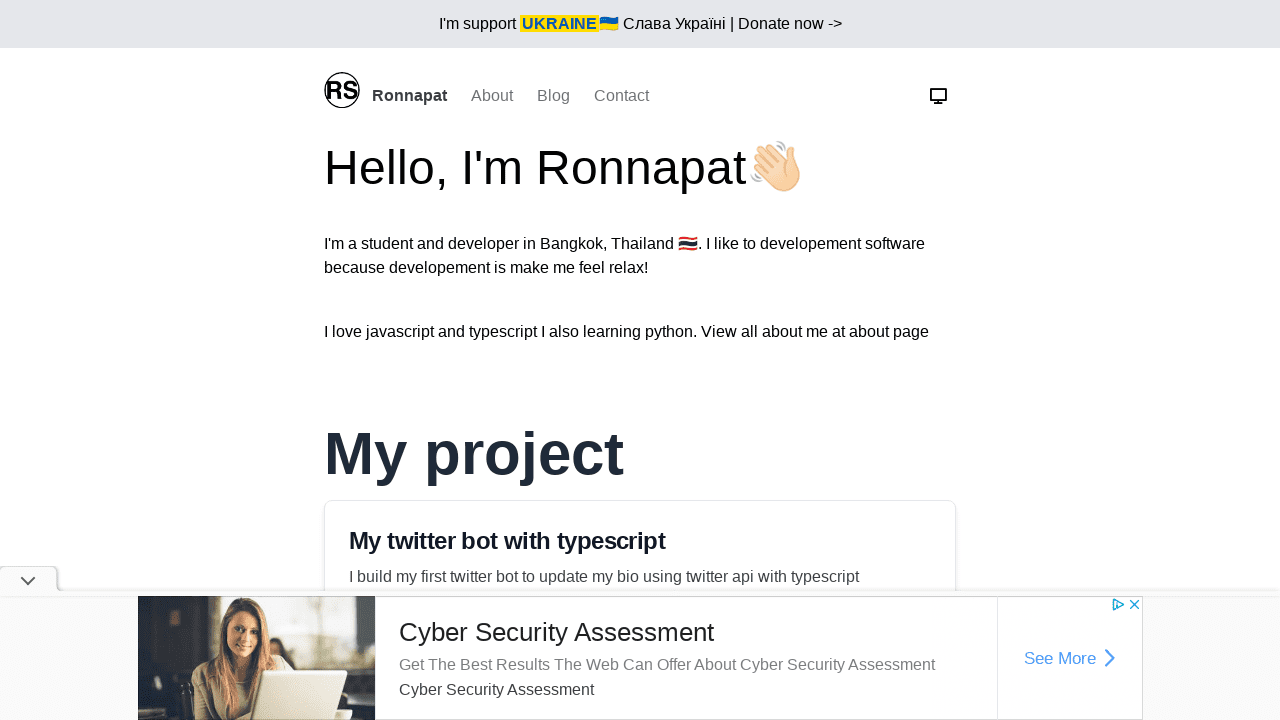 I'm support UKRAINE🇺🇦 Слава Україні | Donate now ->
RS Ronnapat About Blog Contact
Hello, I'm Ronnapat👋🏻
I'm a student and developer in Bangkok, Thailand 🇹🇭. I like to developement software
because developement is make me feel relax!
I love javascript and typescript I also learning python. View all about me at about page
My project
My twitter bot with typescript
I build my first twitter bot to update my bio using twitter api with typescript
Cyber Security Assessment
Get The Best Results The Web Can Offer About Cyber Security Assessment
Cyber Security Assessment
See More